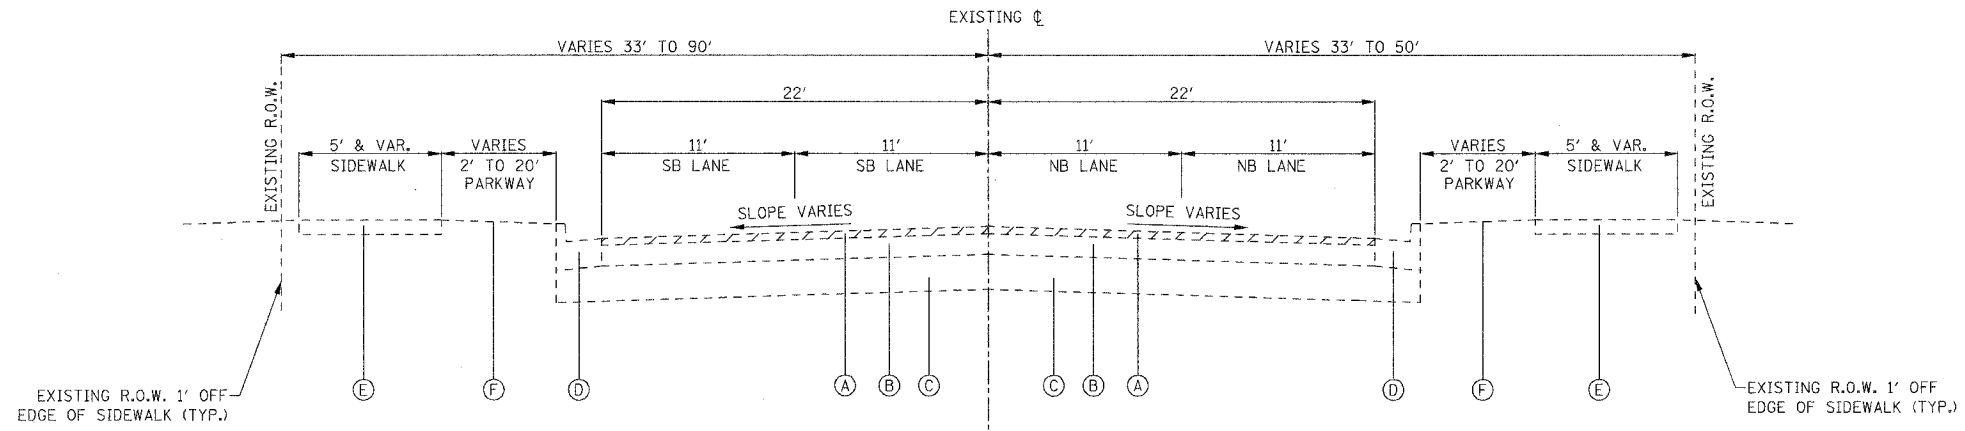 EXISTING ℄
VARIES 33' TO 90'
VARIES 33' TO 50'
EXISTING R.O.W.
EXISTING R.O.W.
22'
22'
5' & VAR.
SIDEWALK
VARIES
2' TO 20'
PARKWAY
11'
SB LANE
11'
SB LANE
11'
NB LANE
11'
NB LANE
VARIES
2' TO 20'
PARKWAY
5' & VAR.
SIDEWALK
SLOPE VARIES
SLOPE VARIES
E
F
D
A
B
C
C
B
A
D
F
E
EXISTING R.O.W. 1' OFF
EDGE OF SIDEWALK (TYP.)
EXISTING R.O.W. 1' OFF
EDGE OF SIDEWALK (TYP.)